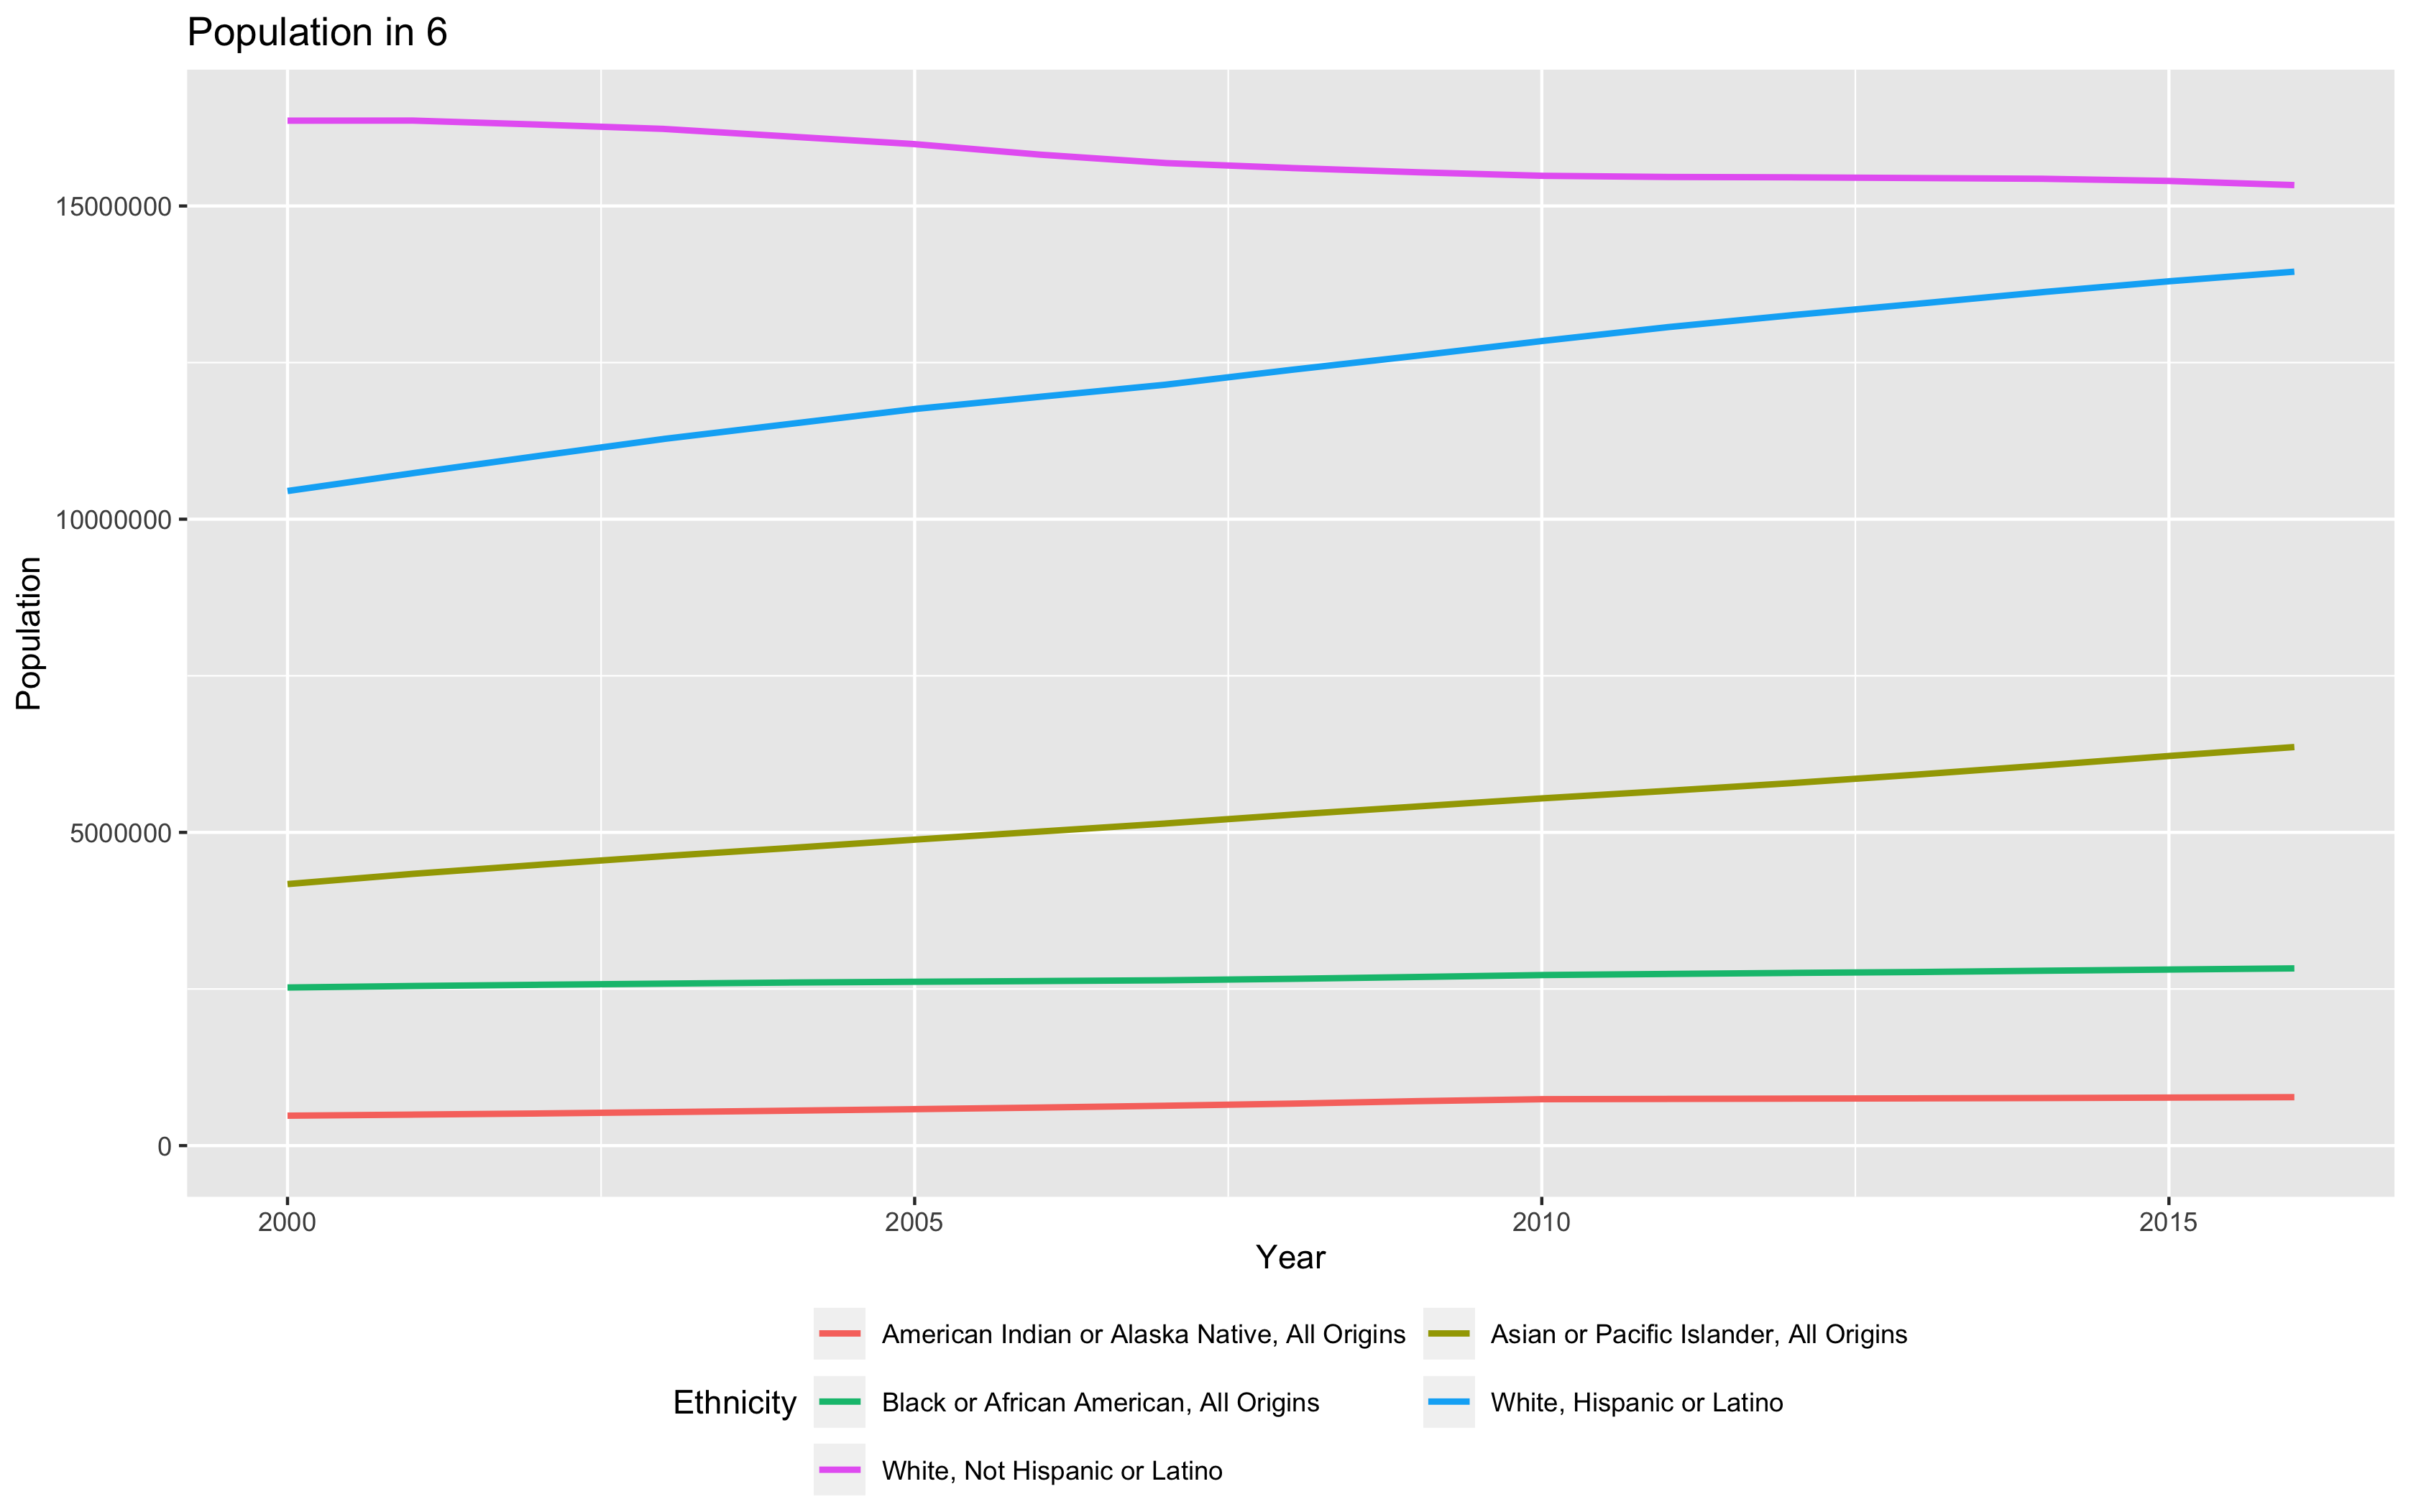 Population in 6
15000000
10000000
5000000
0
Population
2000 2005 2010 2015
Year
Ethnicity
American Indian or Alaska Native, All Origins
Asian or Pacific Islander, All Origins
Black or African American, All Origins
White, Hispanic or Latino
White, Not Hispanic or Latino